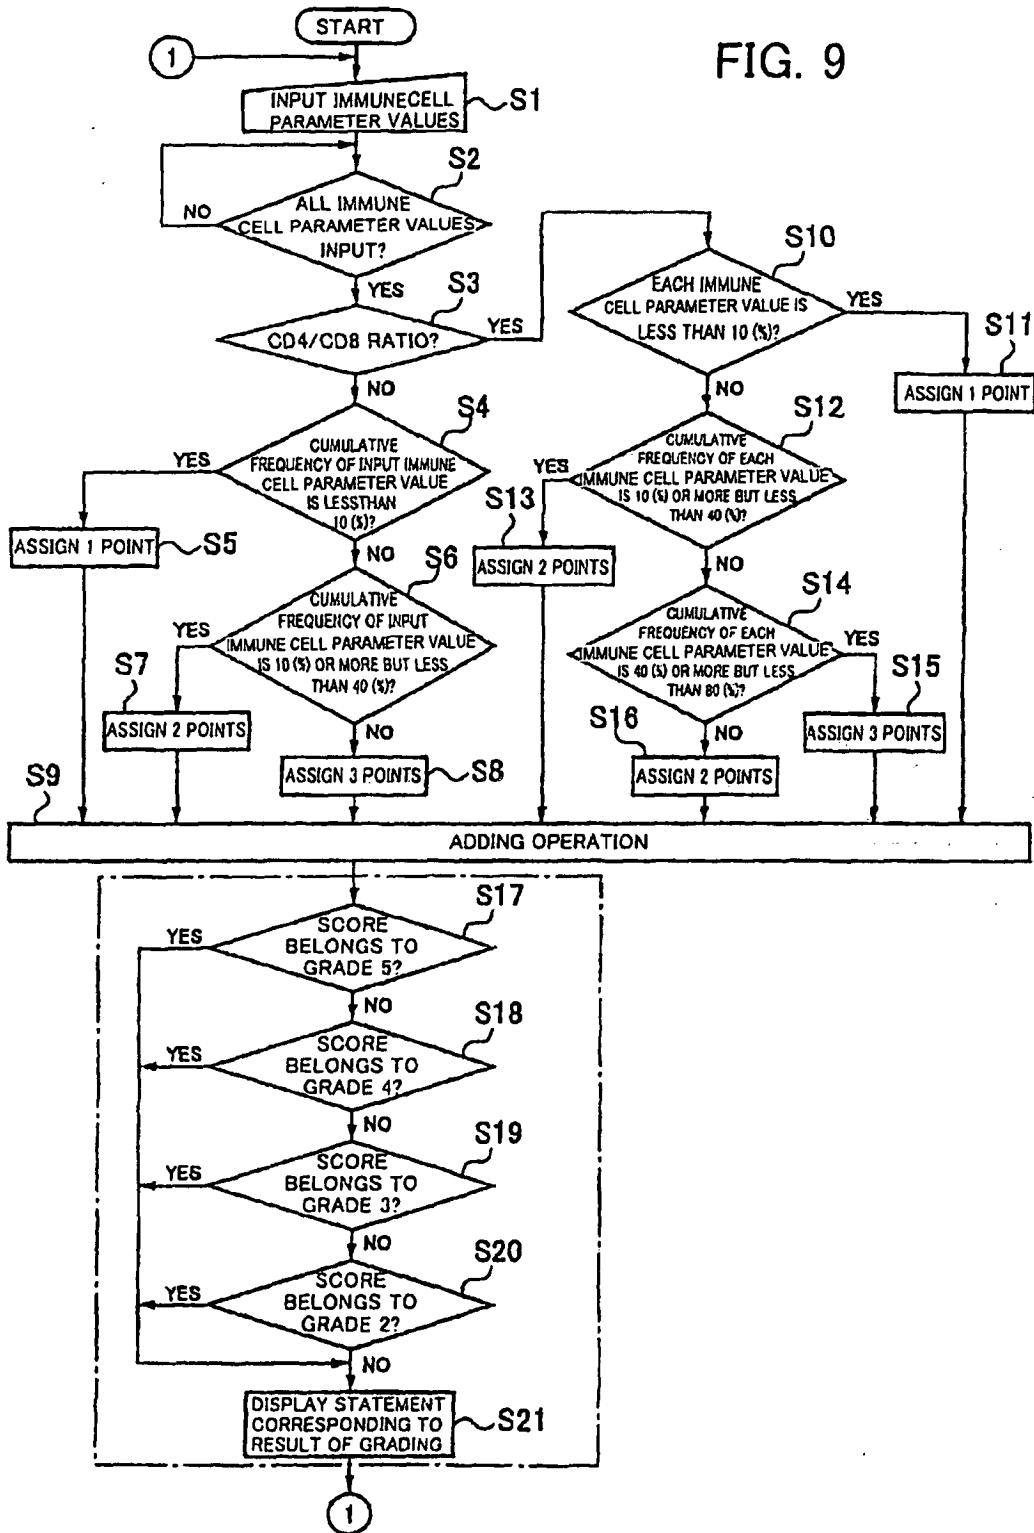 FIG. 9
START
1
INPUT IMMUNECELL
PARAMETER VALUES
S1
S2
ALL IMMUNE
CELL PARAMETER VALUES
INPUT?
NO
YES
S3
CD4/CD8 RATIO?
YES
NO
S4
CUMULATIVE
FREQUENCY OF INPUT IMMUNE
CELL PARAMETER VALUE
IS LESSTHAN
10 (%)?
YES
NO
ASSIGN 1 POINT
S5
S6
CUMULATIVE
FREQUENCY OF INPUT
IMMUNE CELL PARAMETER VALUE
IS 10 (%) OR MORE BUT LESS
THAN 40 (%)?
YES
NO
S7
ASSIGN 2 POINTS
ASSIGN 3 POINTS
S8
S10
EACH IMMUNE
CELL PARAMETER VALUE IS
LESS THAN 10 (%)?
YES
NO
S11
ASSIGN 1 POINT
S12
CUMULATIVE
FREQUENCY OF EACH
IMMUNE CELL PARAMETER VALUE
IS 10 (%) OR MORE BUT LESS
THAN 40 (%)?
YES
NO
S13
ASSIGN 2 POINTS
S14
CUMULATIVE
FREQUENCY OF EACH
IMMUNE CELL PARAMETER VALUE
IS 40 (%) OR MORE BUT LESS
THAN 80 (%)?
YES
NO
S15
ASSIGN 3 POINTS
S16
ASSIGN 2 POINTS
S9
ADDING OPERATION
S17
SCORE
BELONGS TO
GRADE 5?
YES
NO
S18
SCORE
BELONGS TO
GRADE 4?
YES
NO
S19
SCORE
BELONGS TO
GRADE 3?
YES
NO
S20
SCORE
BELONGS TO
GRADE 2?
YES
NO
DISPLAY STATEMENT
CORRESPONDING TO
RESULT OF GRADING
S21
1